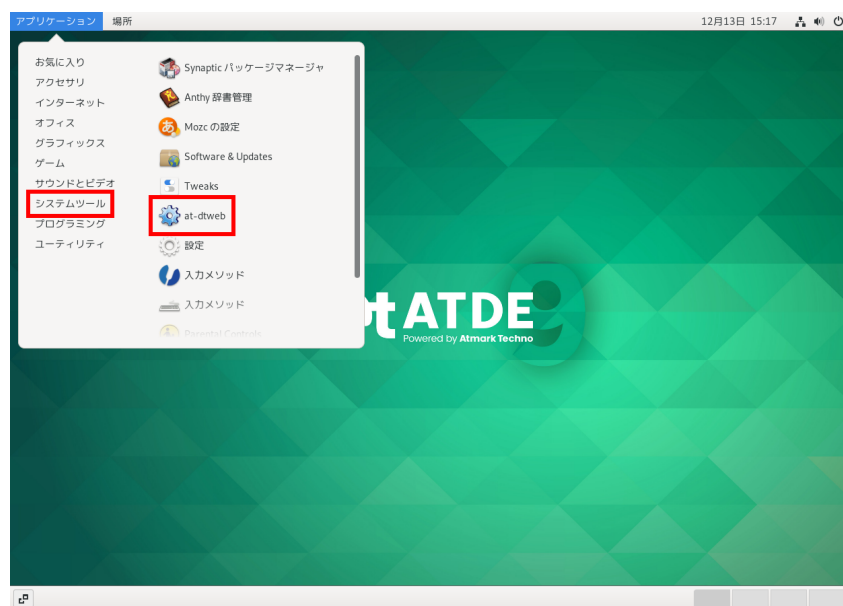 アプリケーション 場所 12月13日 15:17
お気に入り
アクセサリ
インターネット
オフィス
グラフィックス
ゲーム
サウンドとビデオ
システムツール
プログラミング
ユーティリティ
Synaptic パッケージマネージャ
Anthy 辞書管理
あ Mozc の設定
Software & Updates
Tweaks
at-dtweb
設定
入力メソッド
入力メソッド
Parental Controls
t ATDE 9
Powered by Atmark Techno